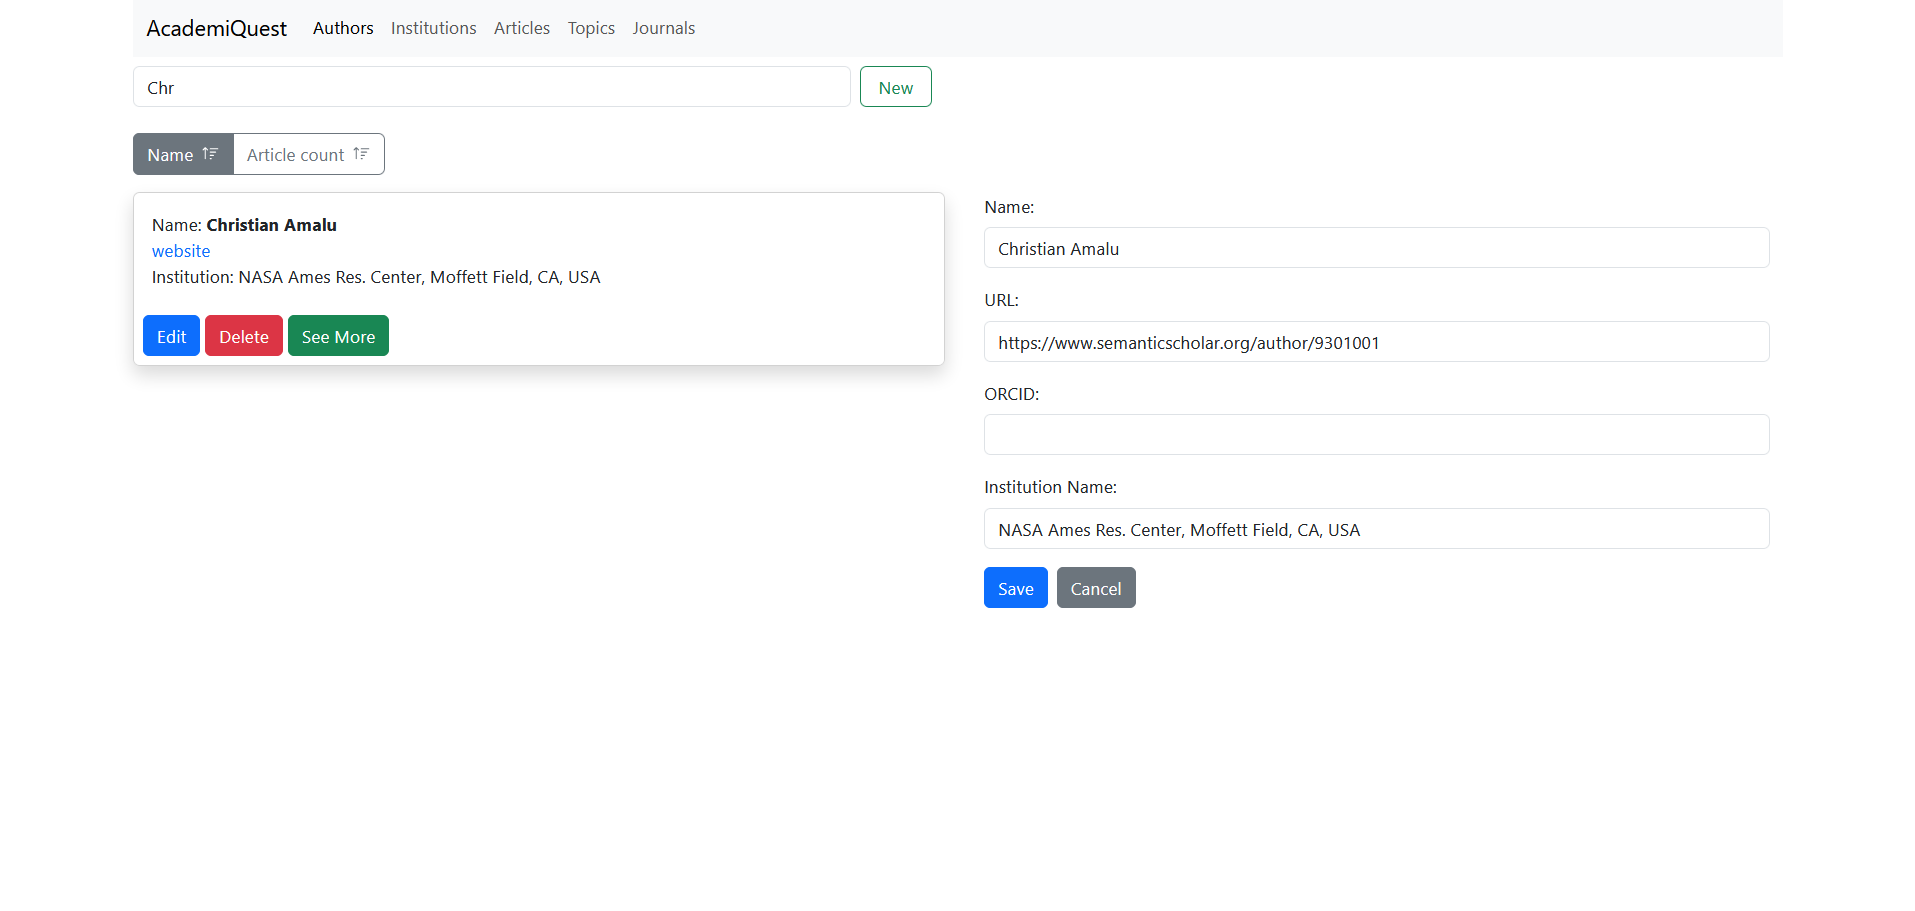 AcademiQuest Authors Institutions Articles Topics Journals
Chr
New
Name Article count
Name: Christian Amalu
website
Institution: NASA Ames Res. Center, Moffett Field, CA, USA
Edit Delete See More
Name:
Christian Amalu
URL:
https://www.semanticscholar.org/author/9301001
ORCID:
Institution Name:
NASA Ames Res. Center, Moffett Field, CA, USA
Save Cancel